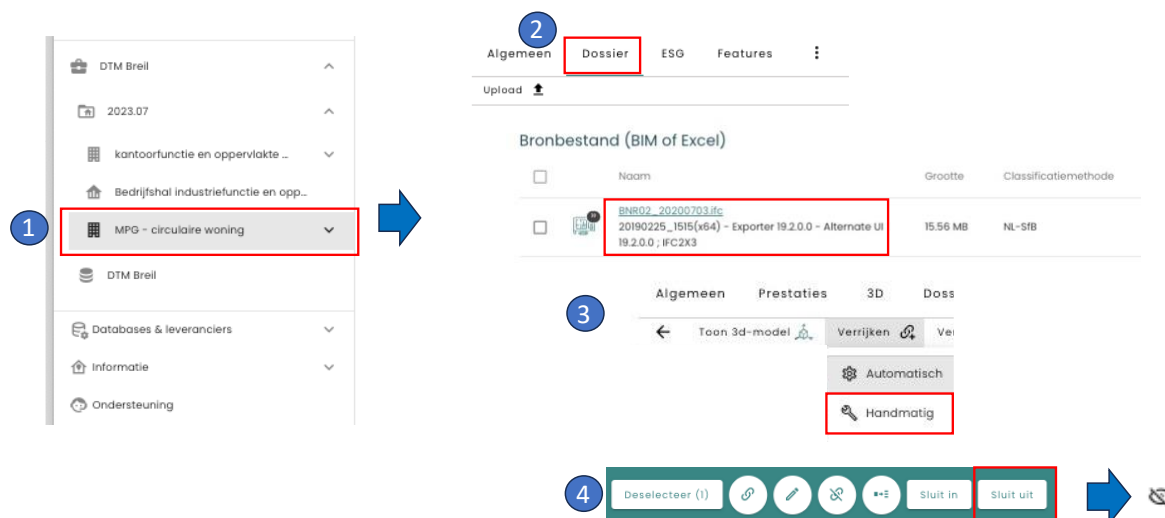 1
DTM Breil
2023.07
kantoorfunctie en oppervlakte ...
Bedrijfshal industriefunctie en opp...
MPG - circulaire woning
DTM Breil
Databases & leveranciers
Informatie
Ondersteuning
2
Algemeen Dossier ESG Features
Upload
Bronbestand (BIM of Excel)
Naam Grootte Classificatiemethode
BNR02_20200703.ifc
20190225_1515(x64) - Exporter 19.2.0.0 - Alternate UI 15.56 MB NL-SfB
19.2.0.0 ; IFC2X3
3
Algemeen Prestaties 3D Doss
Toon 3d-model Verrijken Ve
Automatisch
Handmatig
4
Deselecteer (1) Sluit in Sluit uit